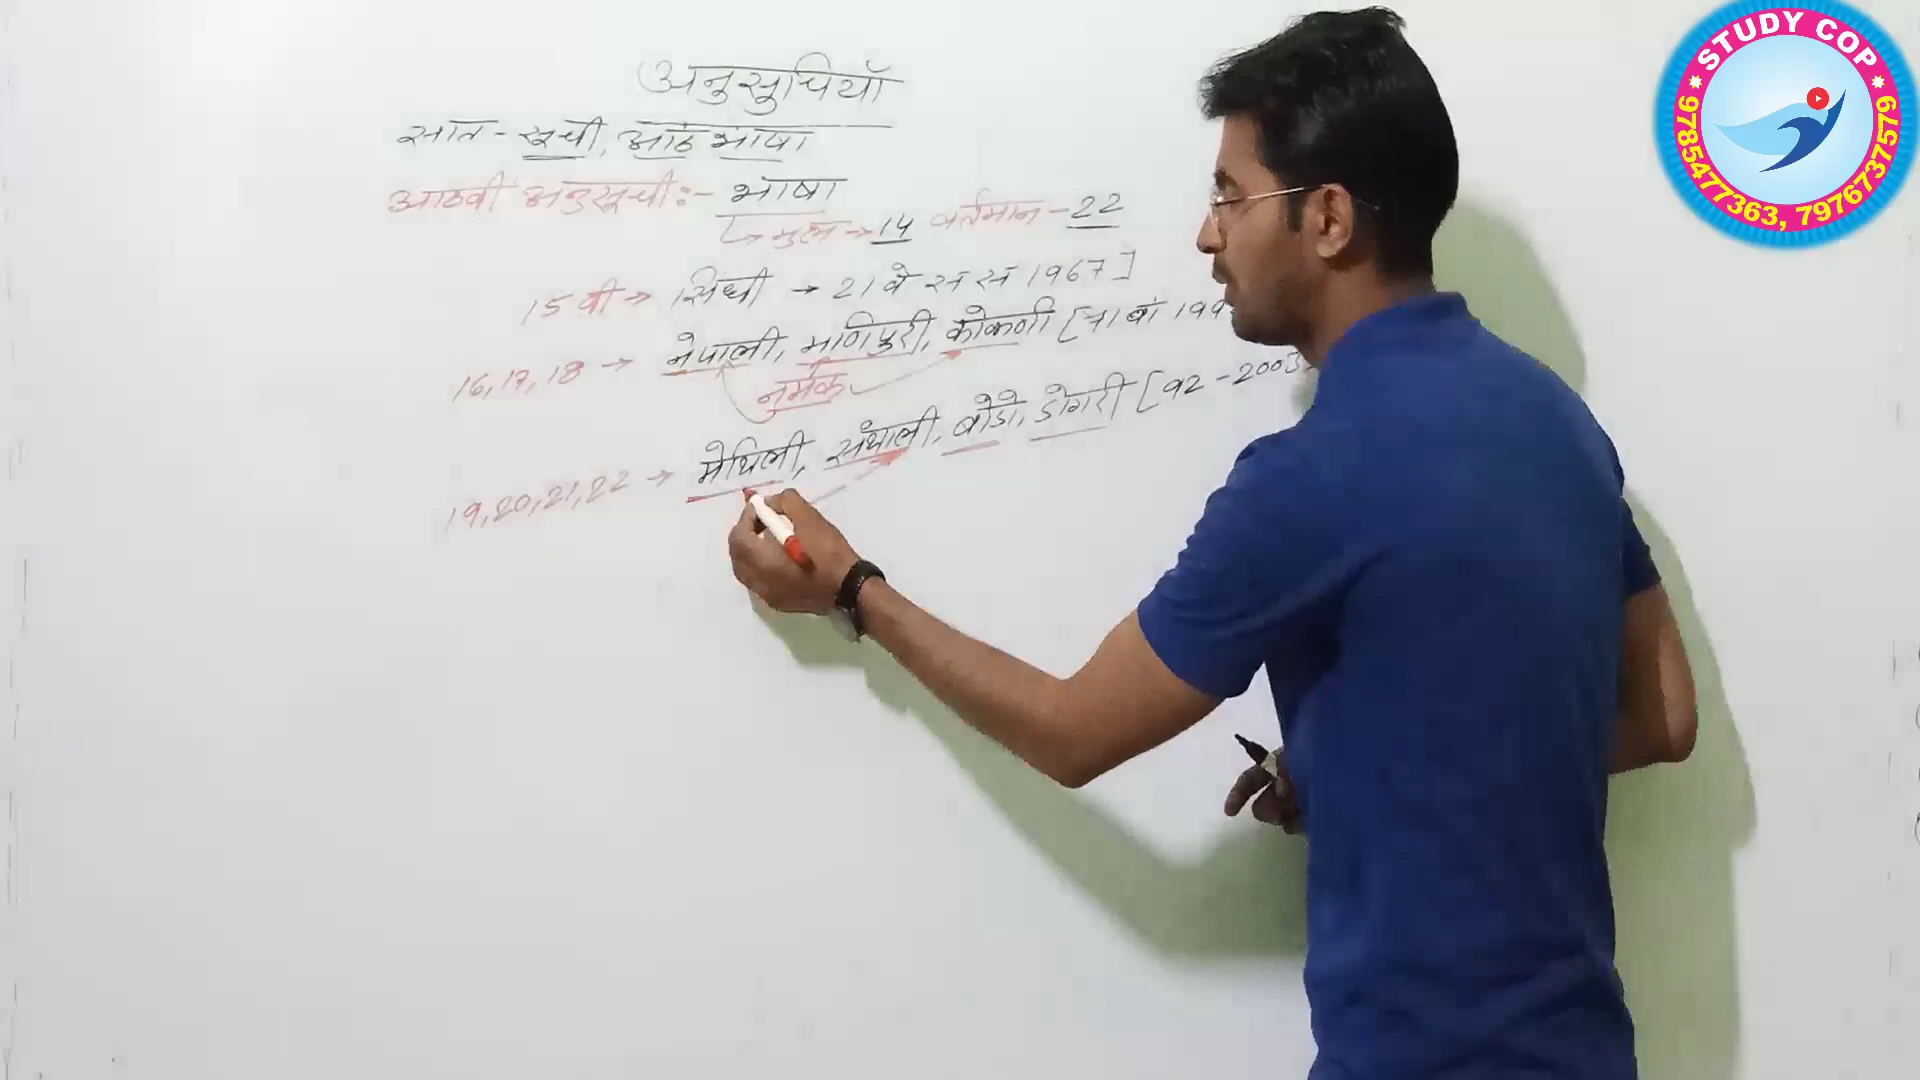 अनुसूचियाँ
सात - सूची, आठ भाषा
आठवी अनुसूची :- भाषा
मुल → 14 वर्तमान - 22
15 वी → सिंधी → 21 वे स स 1967]
16, 17, 18 → नेपाली, मणिपुरी, कोकणी [71 वां 199
नमक
19, 20, 21, 22 → मेथिली, संथाली, बोडो, डोगरी [92 - 2003
STUDY COP
9785477363, 7976737579